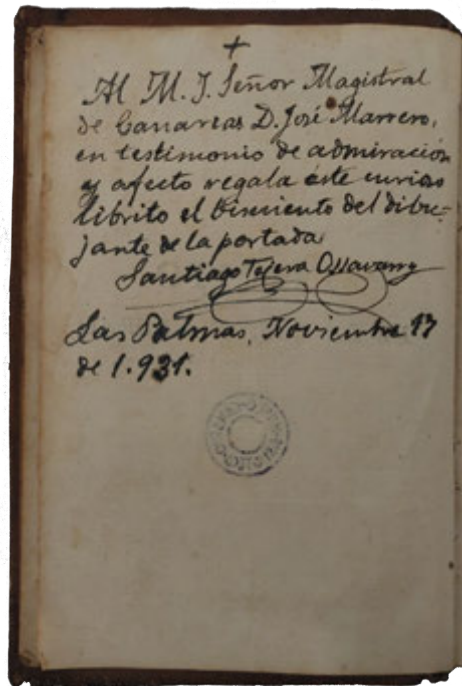 +
Al M. I. Señor Magistral
de Canarias D. José Marrero,
en testimonio de admiración
y afecto regala este curioso
librito el bisnieto del dibu-
jante de la portada
Santiago Tejera Ossavarry
Las Palmas, Noviembre 17
de 1.931.